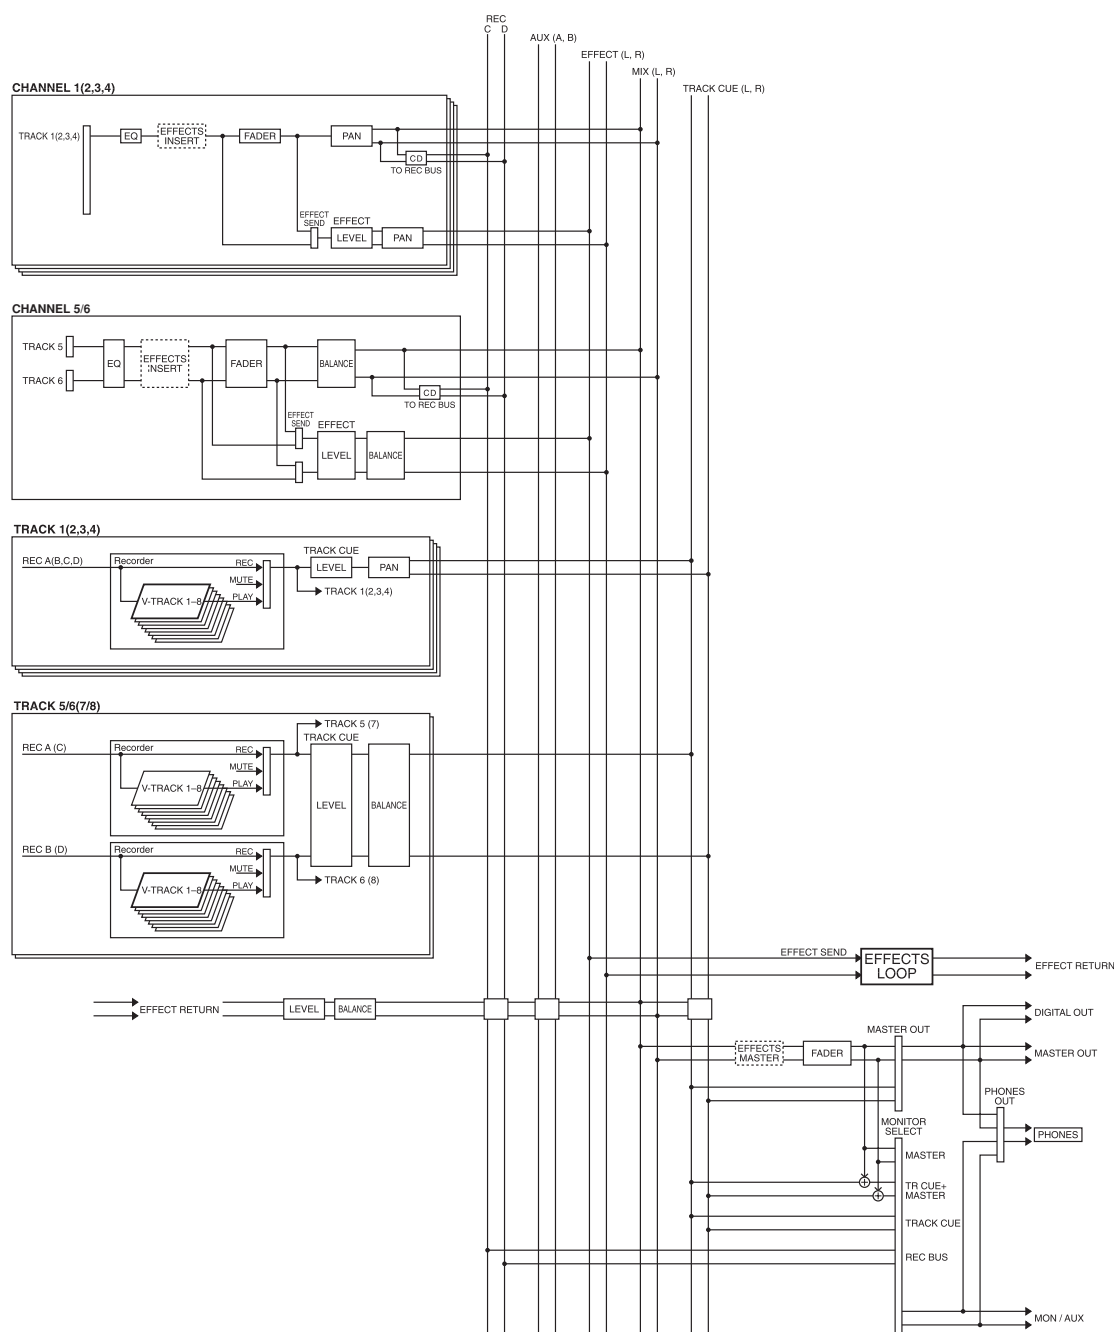 REC
C D
AUX (A, B)
EFFECT (L, R)
MIX (L, R)
TRACK CUE (L, R)
CHANNEL 1(2,3,4)
TRACK 1(2,3,4)
EQ
EFFECTS
INSERT
FADER
PAN
CD
TO REC BUS
EFFECT
SEND
EFFECT
LEVEL
PAN
CHANNEL 5/6
TRACK 5
TRACK 6
EQ
EFFECTS
INSERT
FADER
BALANCE
CD
TO REC BUS
EFFECT
SEND
EFFECT
LEVEL
BALANCE
TRACK 1(2,3,4)
REC A(B,C,D)
Recorder
REC
MUTE
PLAY
V-TRACK 1–8
TRACK CUE
LEVEL
PAN
TRACK 1(2,3,4)
TRACK 5/6(7/8)
TRACK 5 (7)
TRACK CUE
REC A (C)
Recorder
REC
MUTE
PLAY
V-TRACK 1–8
LEVEL
BALANCE
REC B (D)
Recorder
REC
MUTE
PLAY
V-TRACK 1–8
TRACK 6 (8)
EFFECT SEND
EFFECTS
LOOP
EFFECT RETURN
EFFECT RETURN
LEVEL
BALANCE
DIGITAL OUT
MASTER OUT
EFFECTS
MASTER
FADER
MASTER OUT
PHONES
OUT
PHONES
MONITOR
SELECT
MASTER
TR CUE+
MASTER
TRACK CUE
REC BUS
MON / AUX